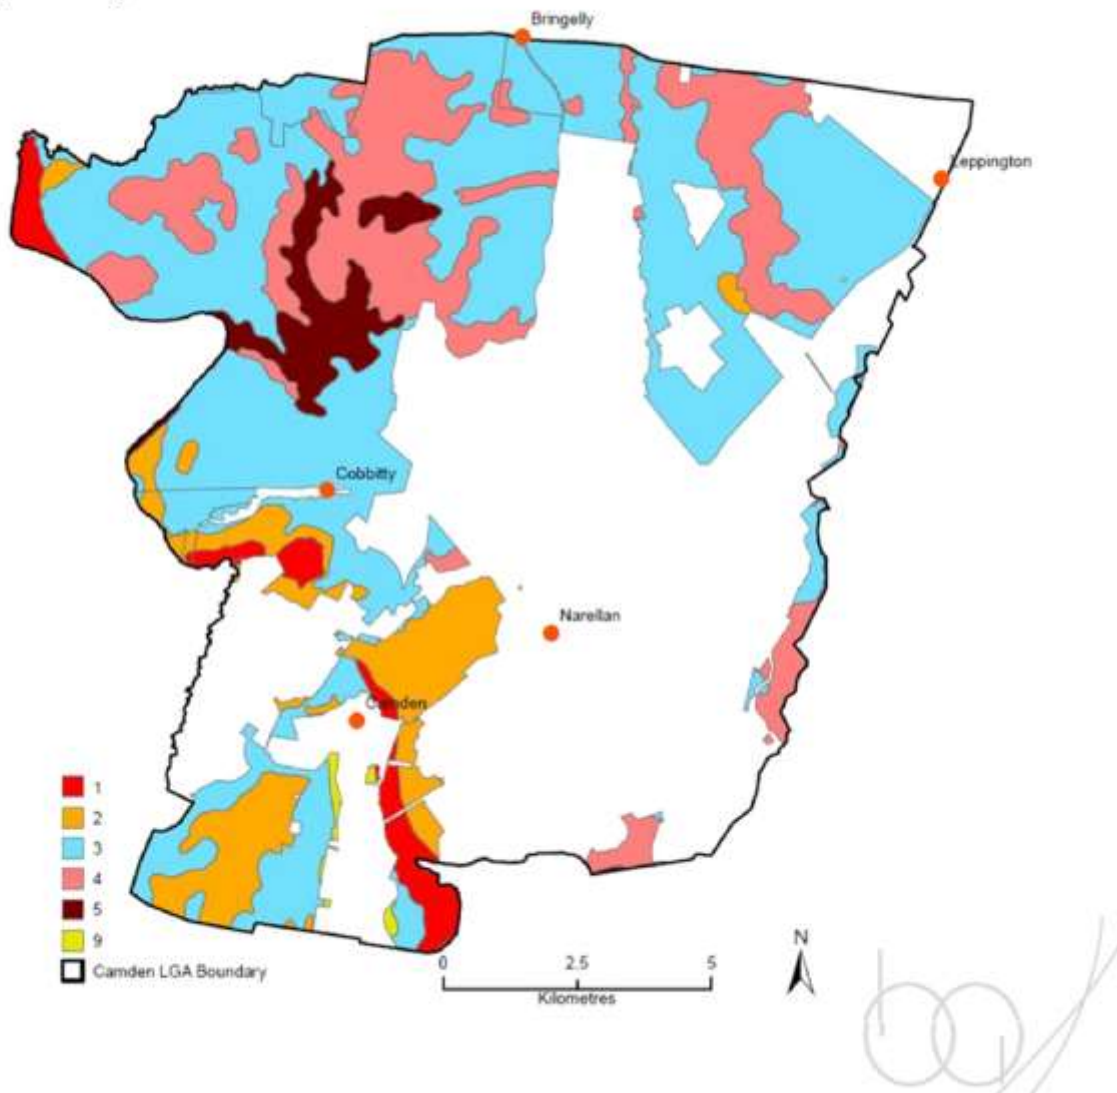 Bringelly
Leppington
Cobbitty
Narellan
Camden
1
2
3
4
5
9
Camden LGA Boundary
N
0 2.5 5
Kilometres